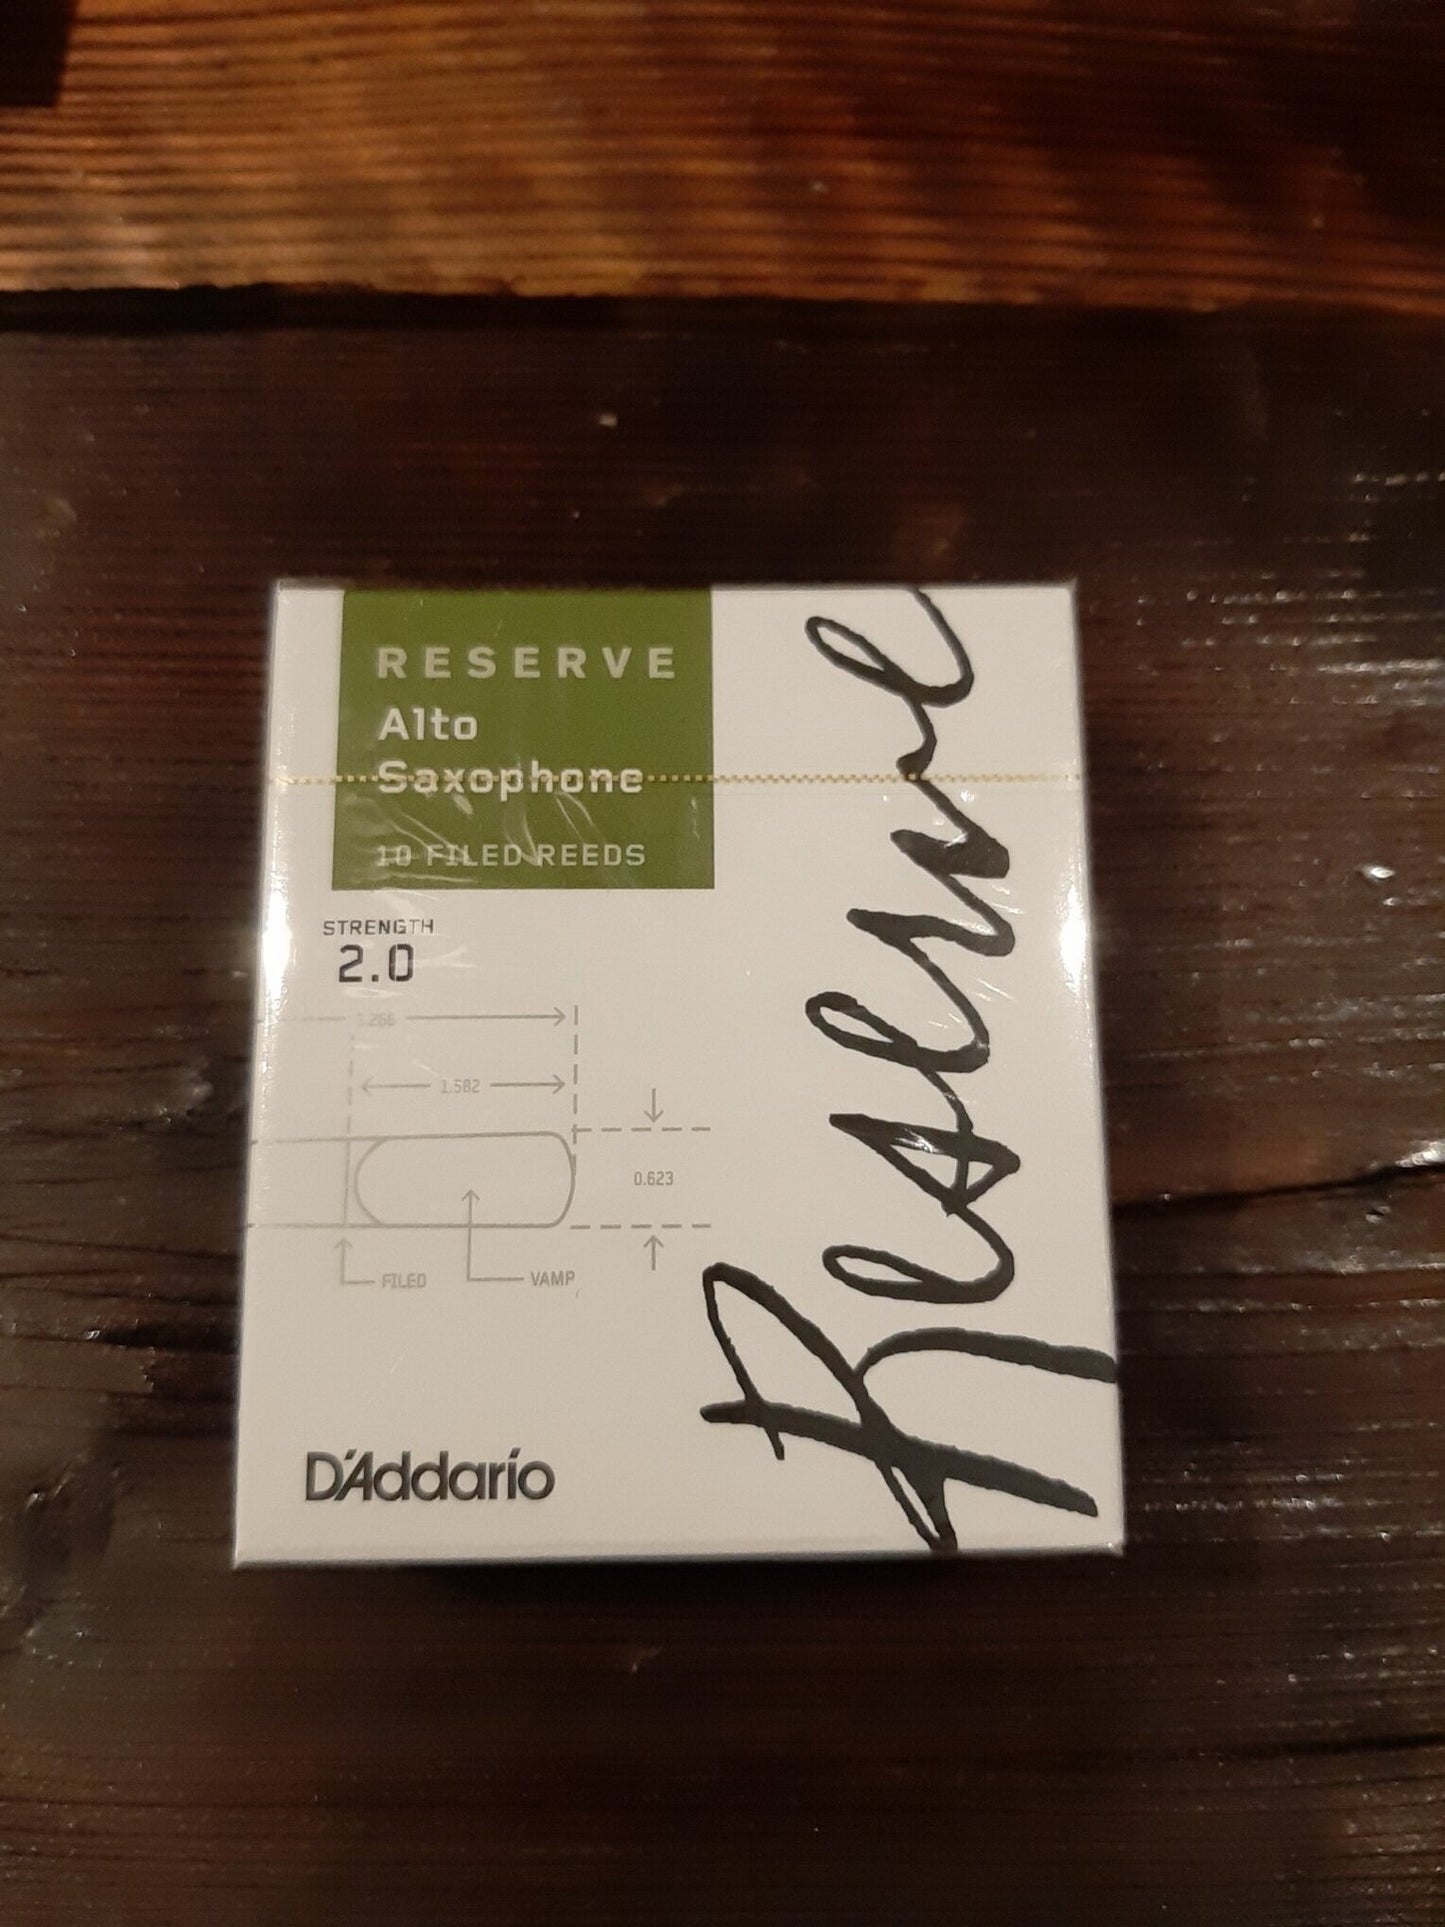 RESERVE
Alto
Saxophone
10 FILED REEDS
STRENGTH
2.0
1.582
0.623
FILED
VAMP
D'Addario
Reserve